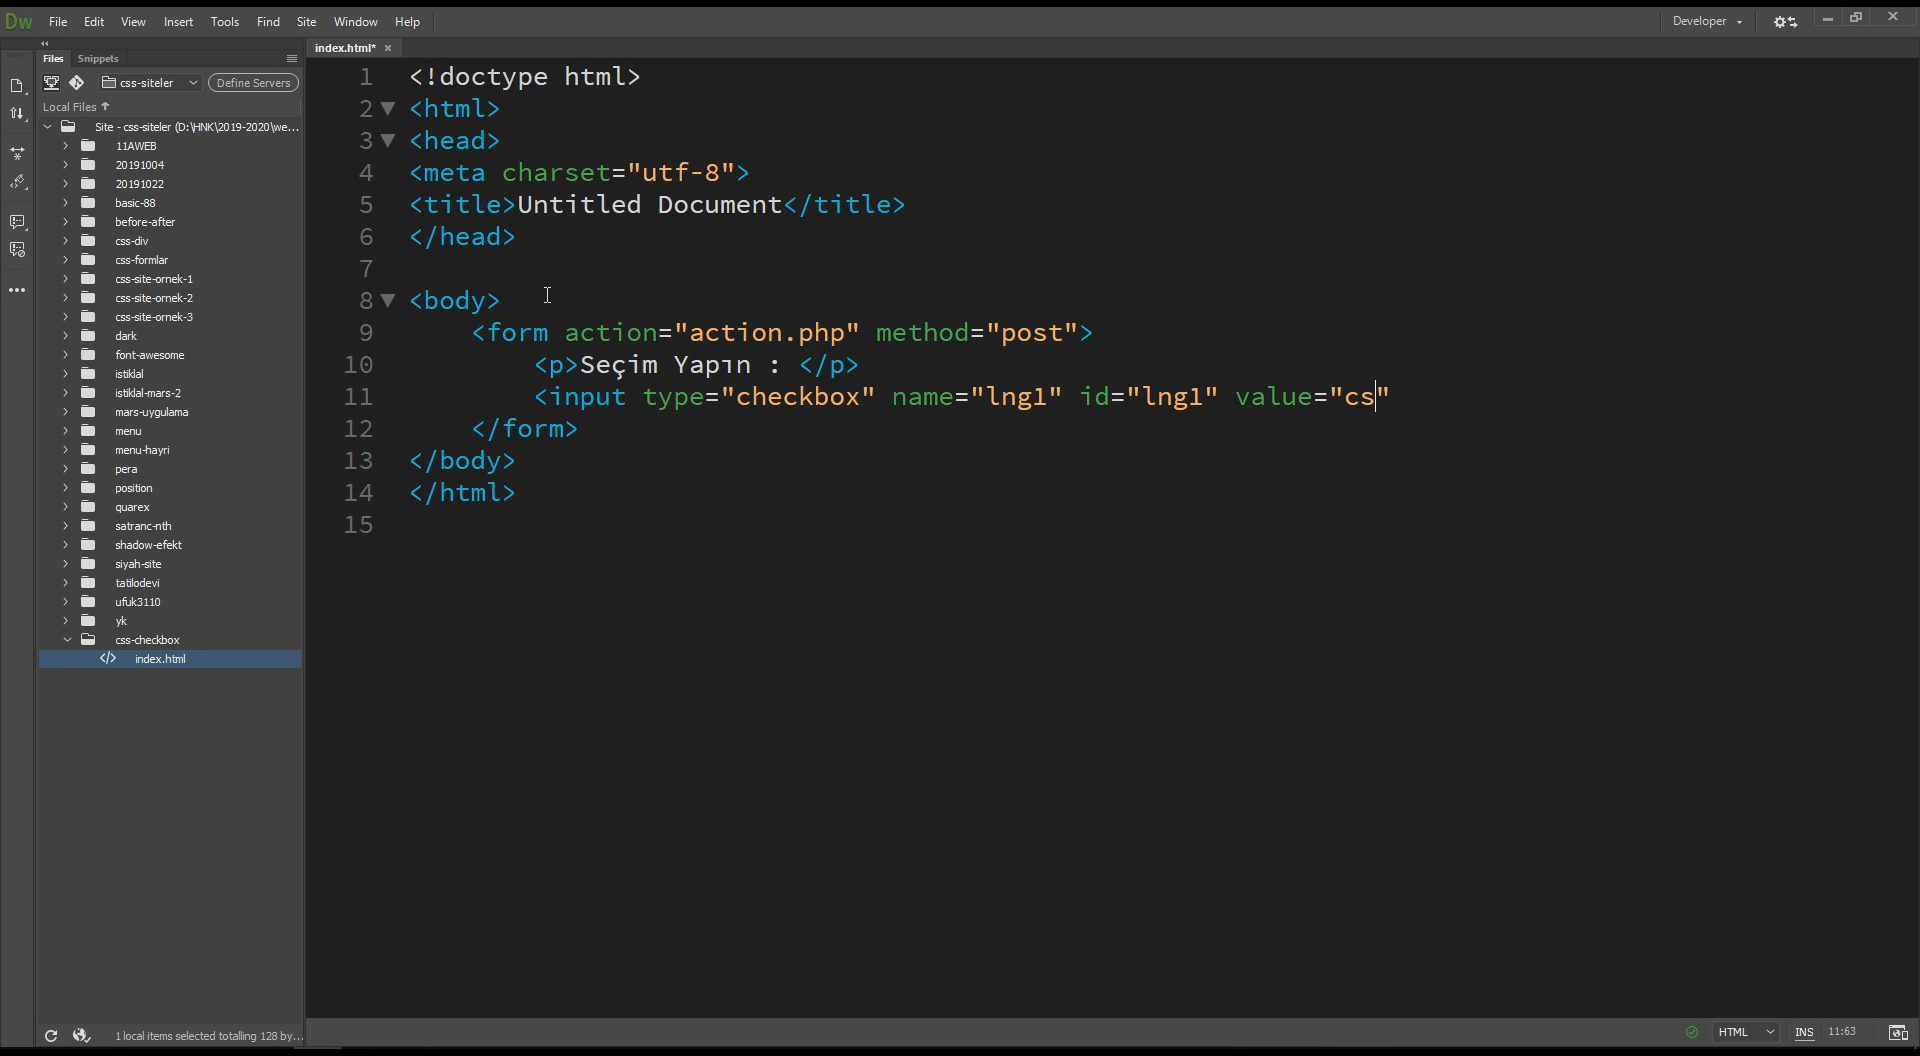 Dw File Edit View Insert Tools Find Site Window Help Developer
Files Snippets
index.html*
css-siteler Define Servers
Local Files
Site - css-siteler (D:\HNK\2019-2020\we...
11AWEB
20191004
20191022
basic-88
before-after
css-div
css-formlar
css-site-ornek-1
css-site-ornek-2
css-site-ornek-3
dark
font-awesome
istiklal
istiklal-mars-2
mars-uygulama
menu
menu-hayri
pera
position
quarex
satranc-nth
shadow-efekt
siyah-site
tatilodevi
ufuk3110
yk
css-checkbox
</> index.html
1 local items selected totalling 128 by...
1 <!doctype html>
2 <html>
3 <head>
4 <meta charset="utf-8">
5 <title>Untitled Document</title>
6 </head>
7
8 <body>
9 <form action="action.php" method="post">
10 <p>Seçim Yapın : </p>
11 <input type="checkbox" name="lng1" id="lng1" value="cs"
12 </form>
13 </body>
14 </html>
15
HTML INS 11:63